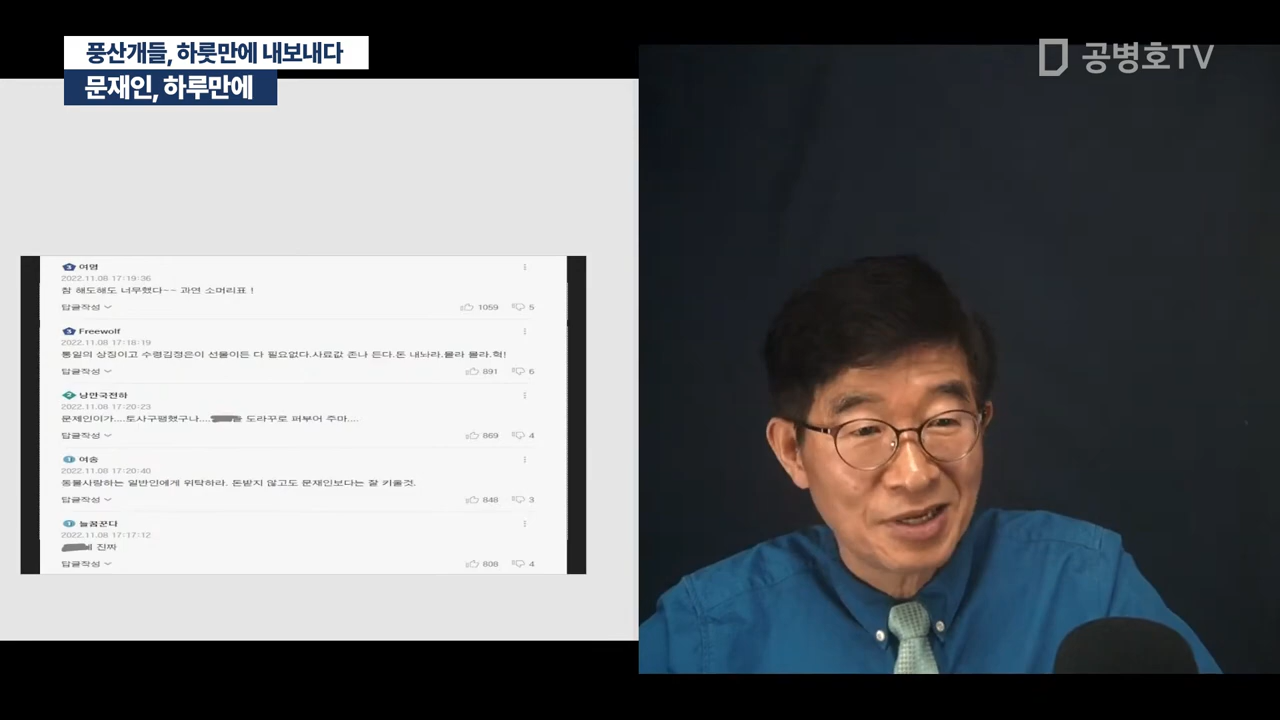 풍산개들, 하룻만에 내보내다
문재인, 하루만에
공병호TV
3 여명
2022.11.08 17:19:36
참 해도해도 너무했다~~ 과연 소머리표 !
답글작성
1059 5
3 Freewolf
2022.11.08 17:18:19
통일의 상징이고 수령김정은이 선물이든 다 필요없다.사료값 존나 든다.돈 내놔라.몰라 몰라.헉!
답글작성
891 6
2 낭만국전하
2022.11.08 17:20:23
문제인이가....토사구팽했구나.... 도라꾸로 퍼부어 주마....
답글작성
869 4
1 여송
2022.11.08 17:20:40
동물사랑하는 일반인에게 위탁하라. 돈받지 않고도 문재인보다는 잘 키울것.
답글작성
848 3
1 늘꿈꾼다
2022.11.08 17:17:12
진짜
답글작성
808 4